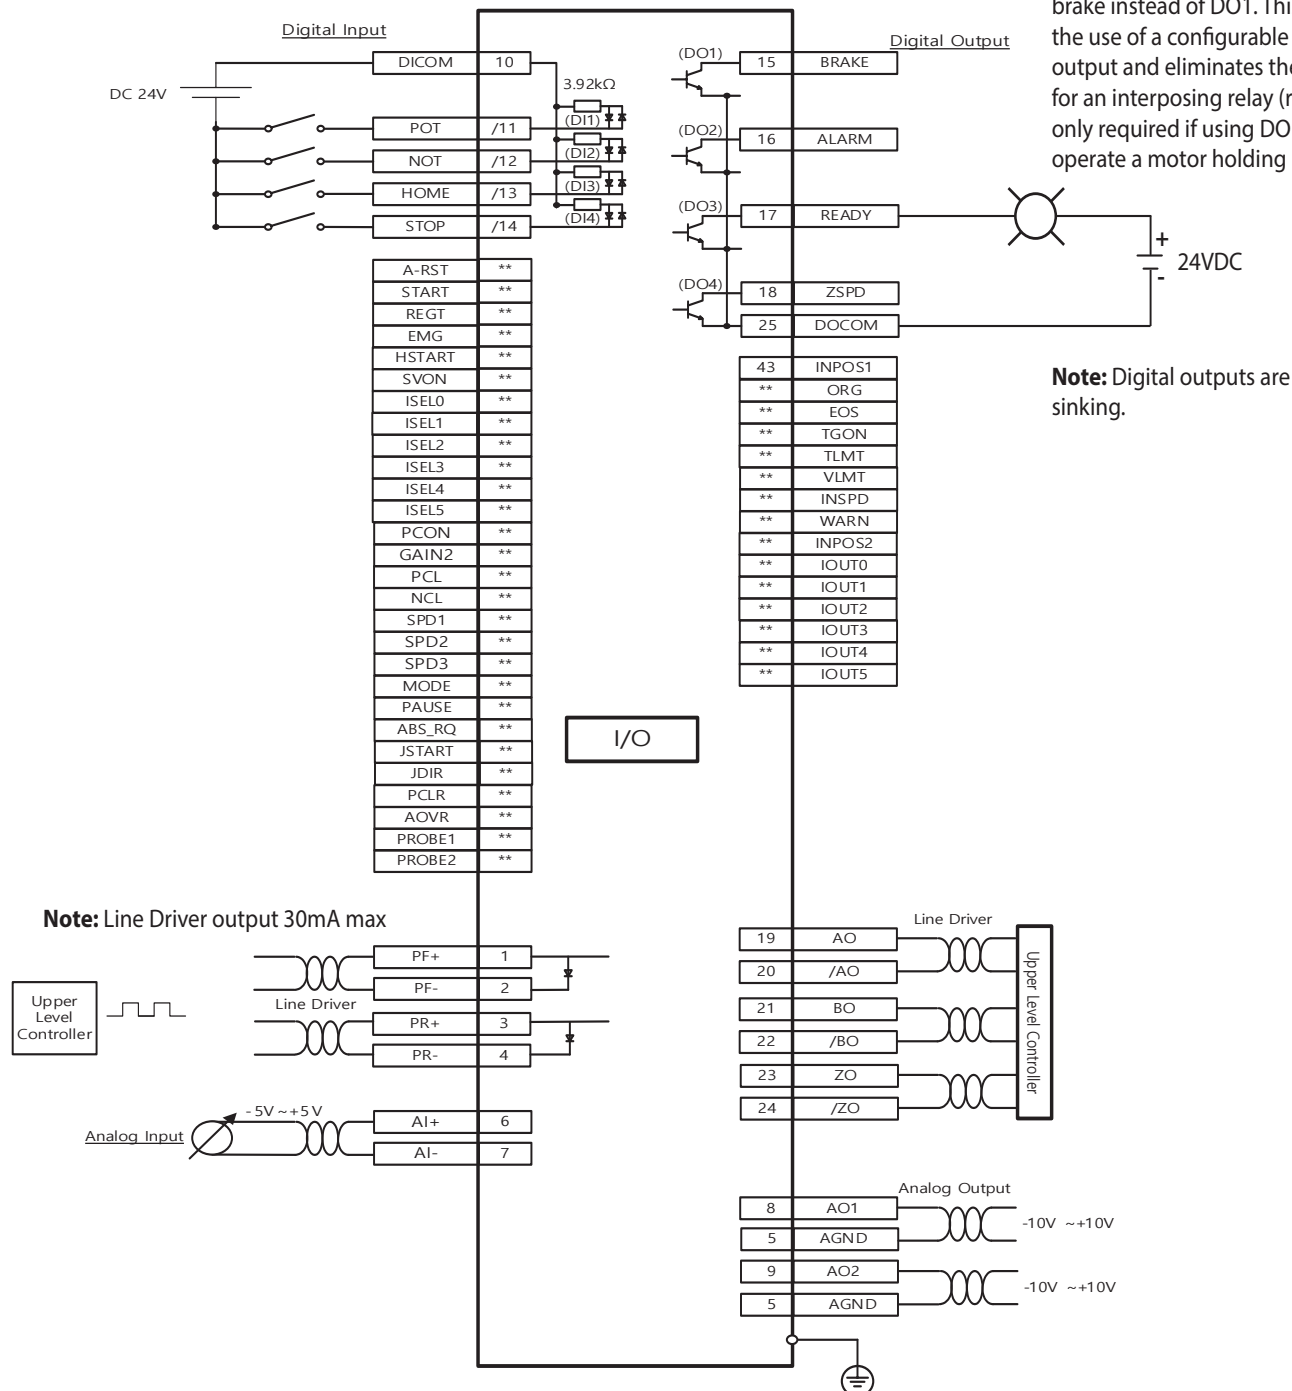 brake instead of DO1. Thi
the use of a configurable
output and eliminates the
for an interposing relay (r
only required if using DO
operate a motor holding
Digital Input
DICOM 10
DC 24V
3.92kΩ
POT /11 (DI1)
NOT /12 (DI2)
HOME /13 (DI3)
STOP /14 (DI4)
A-RST **
START **
REGT **
EMG **
HSTART **
SVON **
ISEL0 **
ISEL1 **
ISEL2 **
ISEL3 **
ISEL4 **
ISEL5 **
PCON **
GAIN2 **
PCL **
NCL **
SPD1 **
SPD2 **
SPD3 **
MODE **
PAUSE **
ABS_RQ **
JSTART **
JDIR **
PCLR **
AOVR **
PROBE1 **
PROBE2 **
Digital Output
(DO1) 15 BRAKE
(DO2) 16 ALARM
(DO3) 17 READY
(DO4) 18 ZSPD
25 DOCOM
+
24VDC
-
Note: Digital outputs are
sinking.
43 INPOS1
** ORG
** EOS
** TGON
** TLMT
** VLMT
** INSPD
** WARN
** INPOS2
** IOUT0
** IOUT1
** IOUT2
** IOUT3
** IOUT4
** IOUT5
I/O
Note: Line Driver output 30mA max
Upper
Level
Controller
PF+ 1
PF- 2
Line Driver
PR+ 3
PR- 4
Analog Input
-5V~+5V
AI+ 6
AI- 7
Line Driver
19 AO
20 /AO
21 BO
22 /BO
23 ZO
24 /ZO
Upper Level Controller
Analog Output
8 AO1
5 AGND
-10V ~+10V
9 AO2
5 AGND
-10V ~+10V